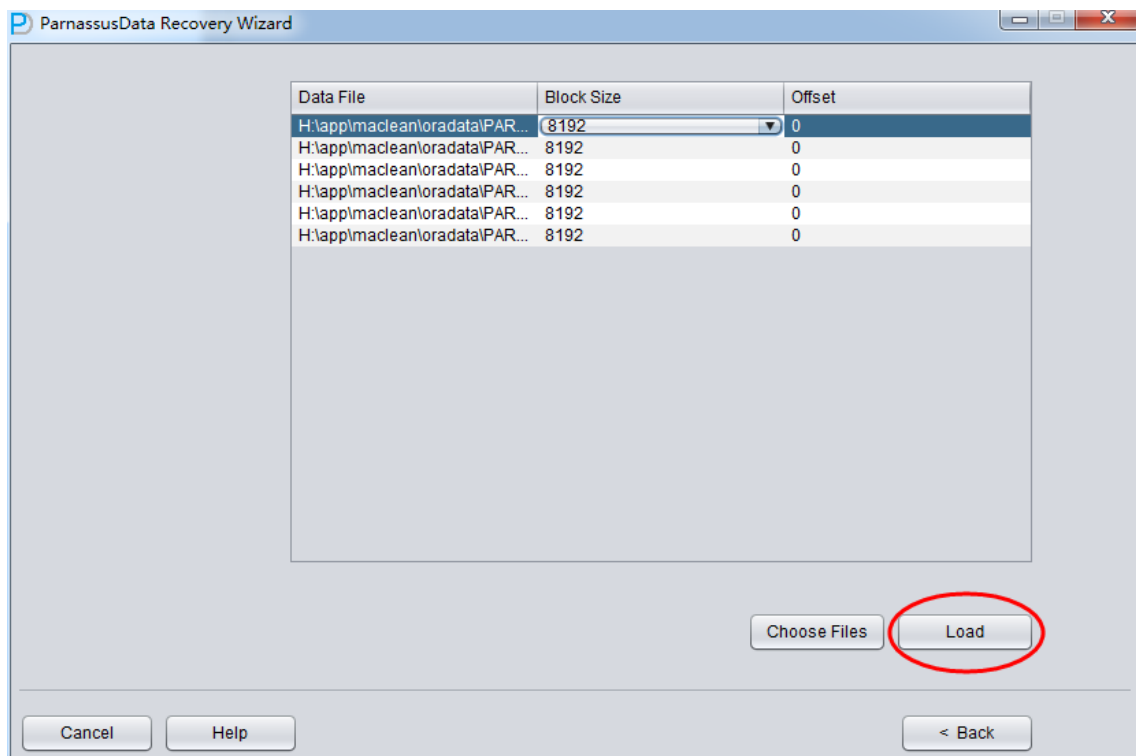 ParnassusData Recovery Wizard
Data File Block Size Offset
H:\app\maclean\oradata\PAR... 8192 0
H:\app\maclean\oradata\PAR... 8192 0
H:\app\maclean\oradata\PAR... 8192 0
H:\app\maclean\oradata\PAR... 8192 0
H:\app\maclean\oradata\PAR... 8192 0
H:\app\maclean\oradata\PAR... 8192 0
Choose Files Load
Cancel Help < Back